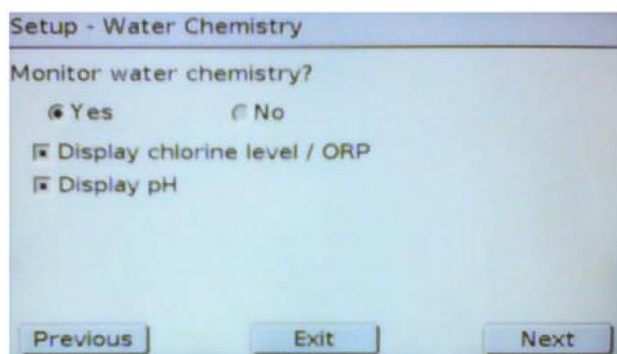 Setup - Water Chemistry
Monitor water chemistry?
Yes No
Display chlorine level / ORP
Display pH
Previous Exit Next